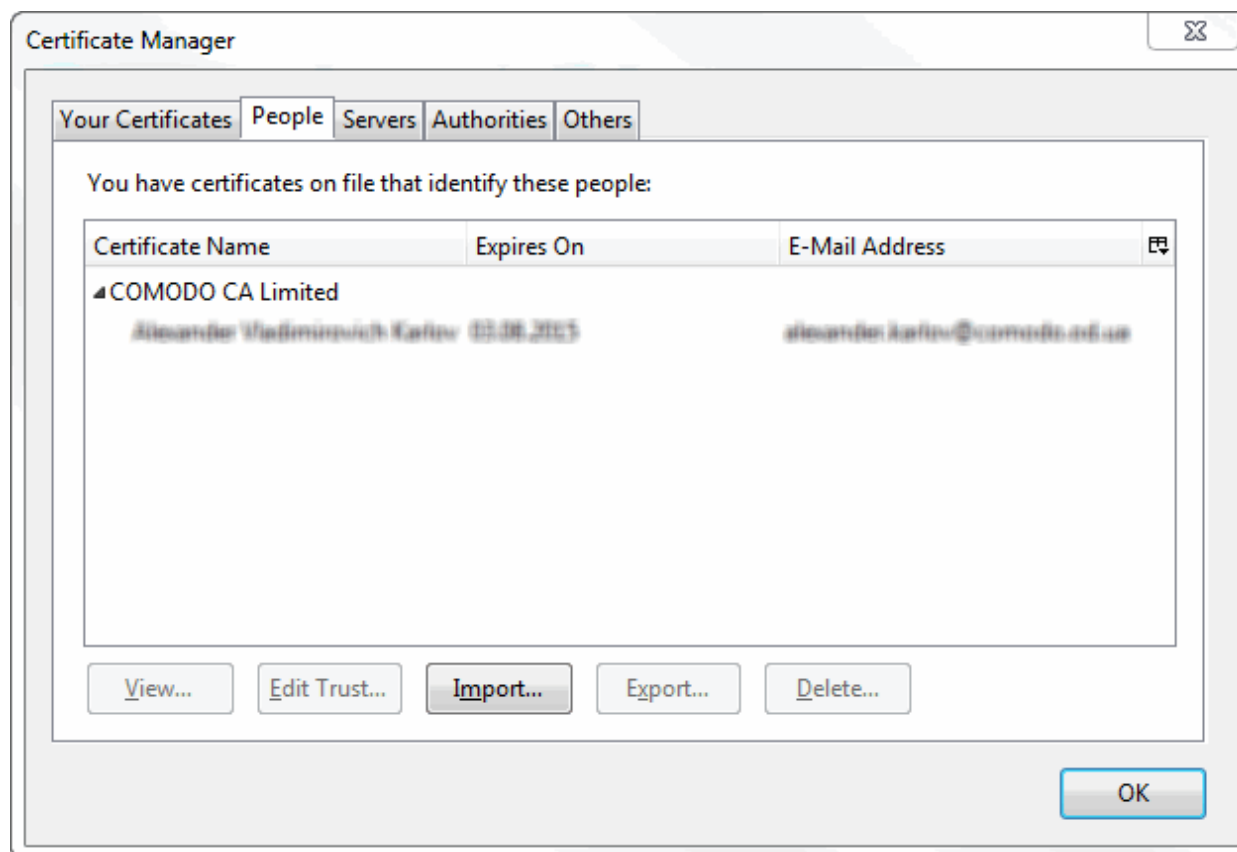 Certificate Manager
Your Certificates People Servers Authorities Others
You have certificates on file that identify these people:
Certificate Name Expires On E-Mail Address
COMODO CA Limited
View... Edit Trust... Import... Export... Delete...
OK